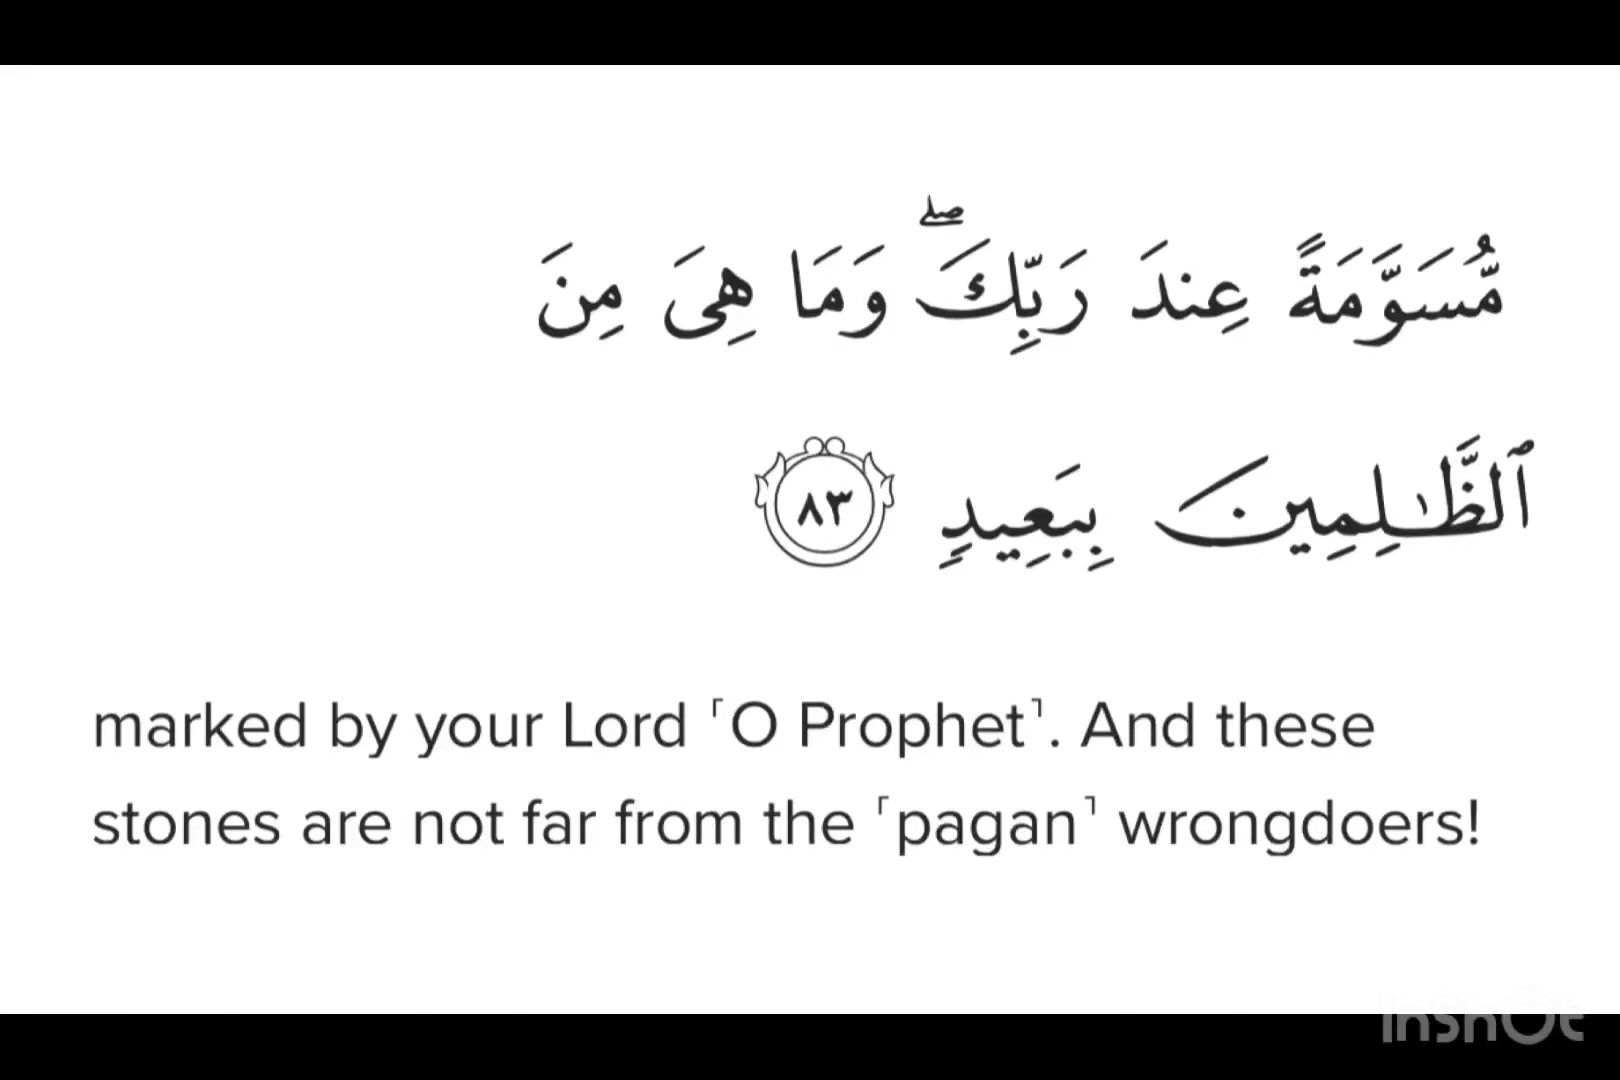 مُّسَوَّمَةً عِندَ رَبِّكَ ۖ وَمَا هِىَ مِنَ
ٱلظَّـٰلِمِينَ بِبَعِيدٍ ٨٣
marked by your Lord ˹O Prophet˺. And these
stones are not far from the ˹pagan˺ wrongdoers!
InShOt